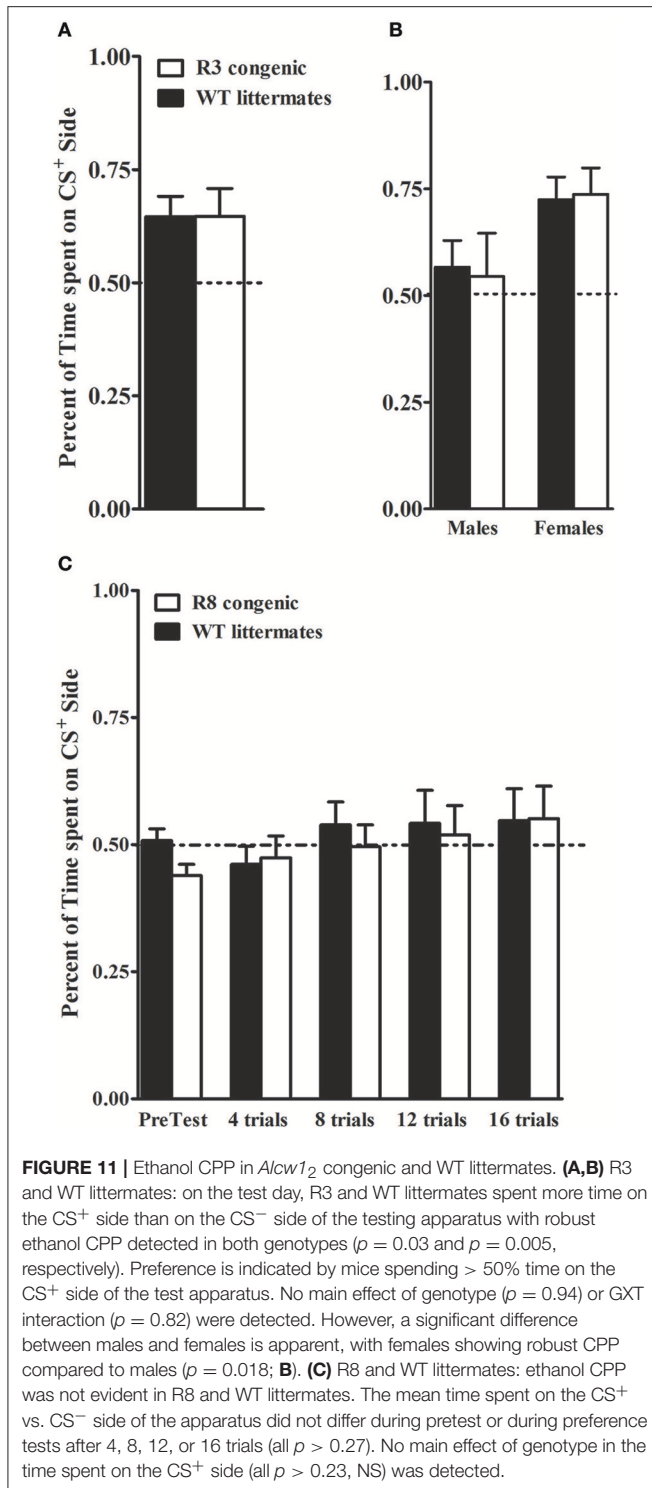 A
Percent of Time spent on CS⁺ Side
1.00
0.75
0.50
0.25
0.00
R3 congenic
WT littermates
B
1.00
0.75
0.50
0.25
0.00
Males Females
C
Percent of Time spent on CS⁺ Side
1.00
0.75
0.50
0.25
0.00
R8 congenic
WT littermates
PreTest 4 trials 8 trials 12 trials 16 trials
FIGURE 11 | Ethanol CPP in Alcw1₂ congenic and WT littermates. (A,B) R3
and WT littermates: on the test day, R3 and WT littermates spent more time on
the CS⁺ side than on the CS⁻ side of the testing apparatus with robust
ethanol CPP detected in both genotypes (p = 0.03 and p = 0.005,
respectively). Preference is indicated by mice spending > 50% time on the
CS⁺ side of the test apparatus. No main effect of genotype (p = 0.94) or GXT
interaction (p = 0.82) were detected. However, a significant difference
between males and females is apparent, with females showing robust CPP
compared to males (p = 0.018; B). (C) R8 and WT littermates: ethanol CPP
was not evident in R8 and WT littermates. The mean time spent on the CS⁺
vs. CS⁻ side of the apparatus did not differ during pretest or during preference
tests after 4, 8, 12, or 16 trials (all p > 0.27). No main effect of genotype in the
time spent on the CS⁺ side (all p > 0.23, NS) was detected.